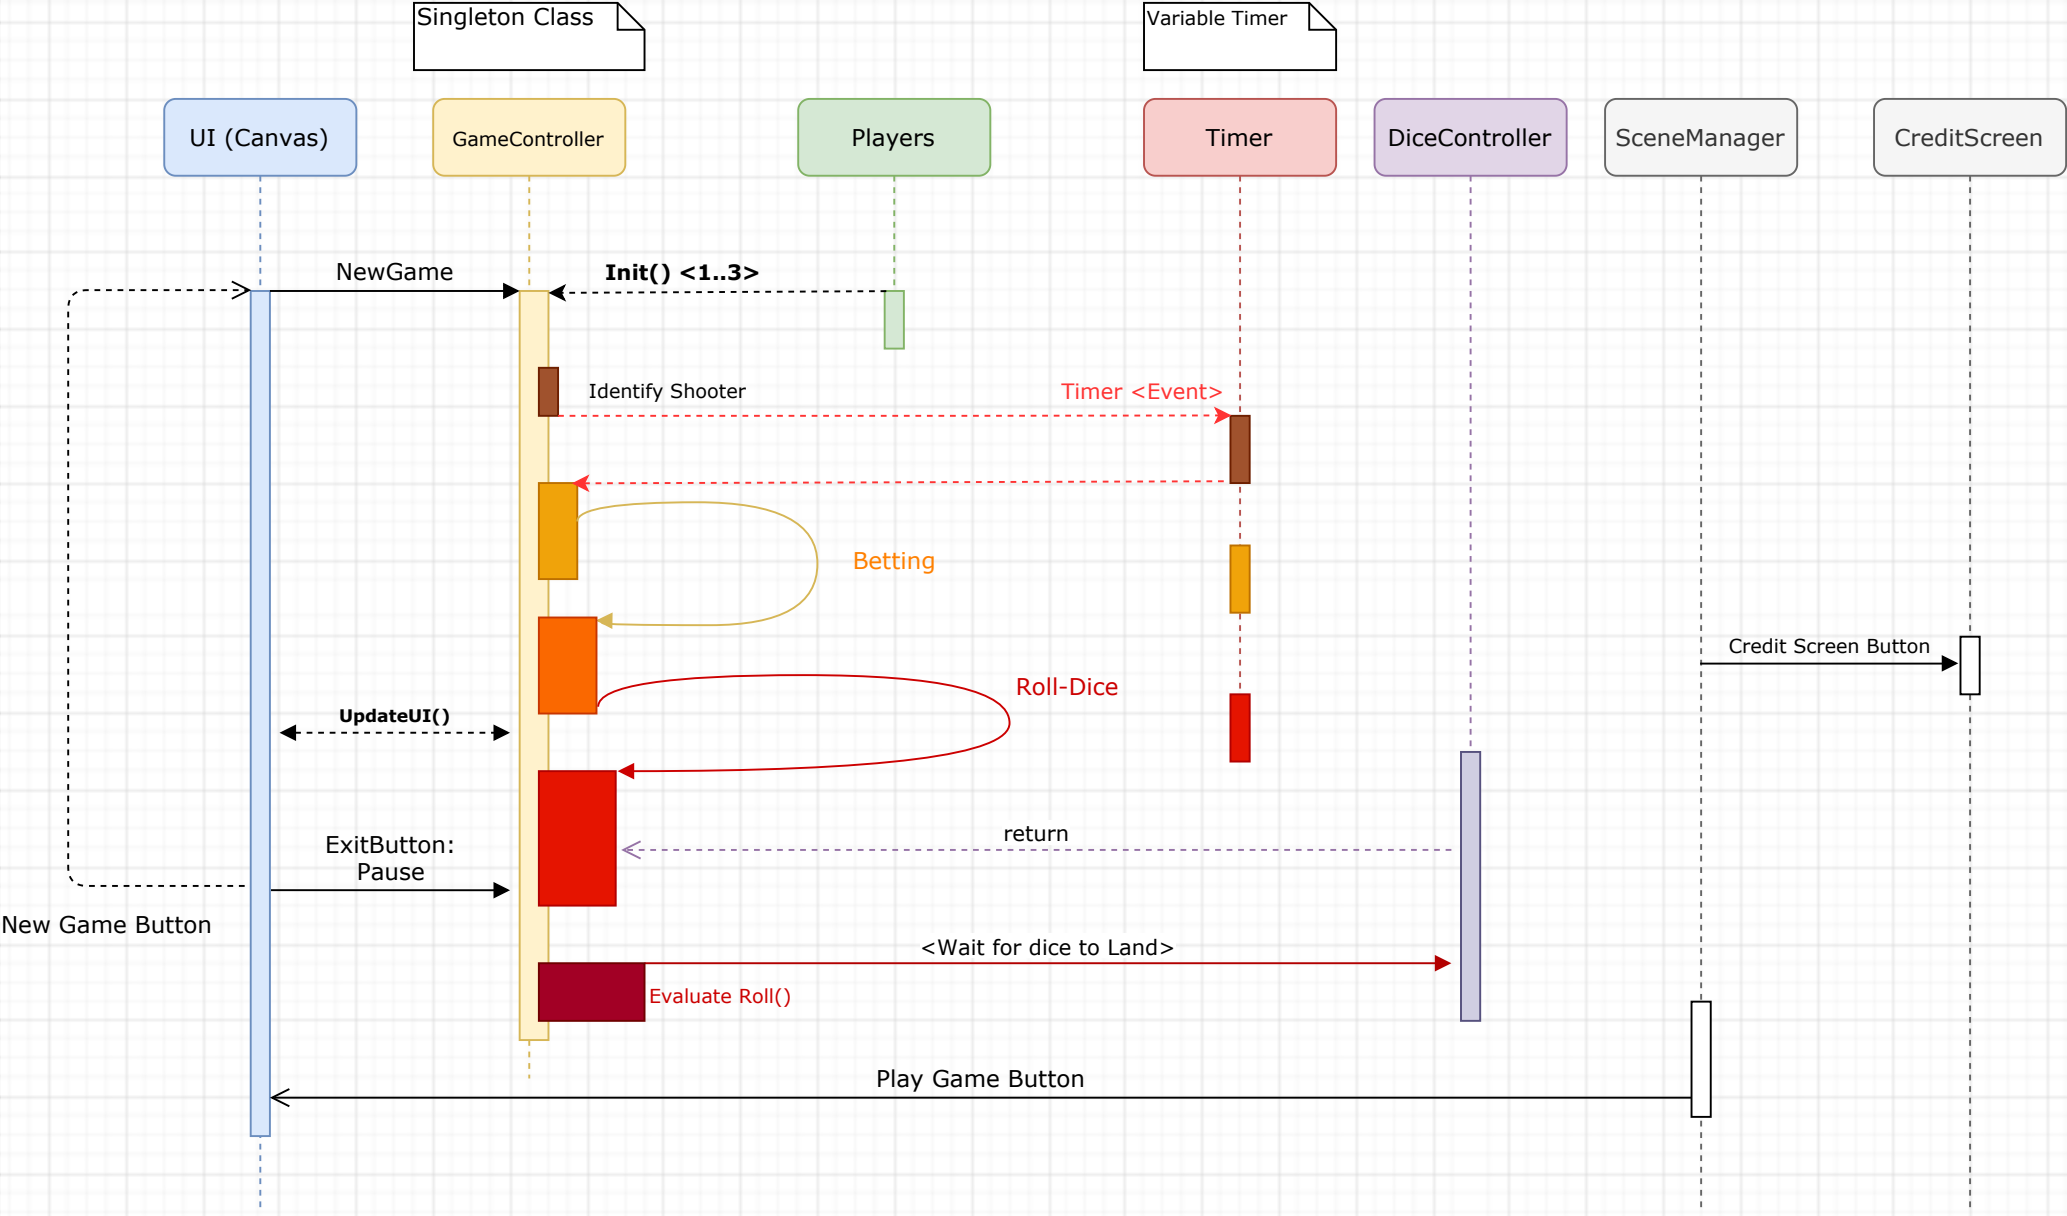 Singleton Class
Variable Timer
UI (Canvas)
GameController
Players
Timer
DiceController
SceneManager
CreditScreen
NewGame
Init() <1..3>
Identify Shooter
Timer <Event>
Betting
Credit Screen Button
Roll-Dice
UpdateUI()
return
ExitButton:
Pause
New Game Button
<Wait for dice to Land>
Evaluate Roll()
Play Game Button